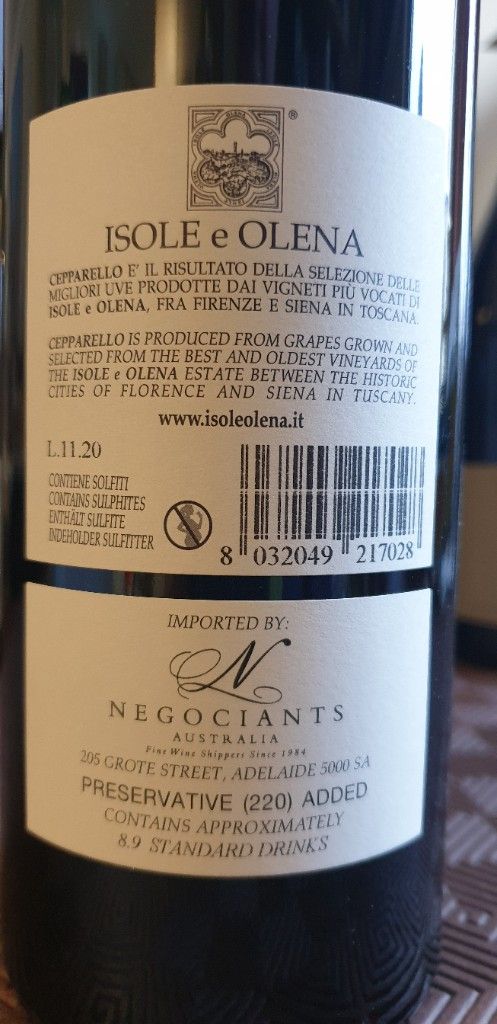 ®
ISOLE e OLENA
CEPPARELLO E' IL RISULTATO DELLA SELEZIONE DELLE
MIGLIORI UVE PRODOTTE DAI VIGNETI PIÙ VOCATI DI
ISOLE e OLENA, FRA FIRENZE E SIENA IN TOSCANA.
CEPPARELLO IS PRODUCED FROM GRAPES GROWN AND
SELECTED FROM THE BEST AND OLDEST VINEYARDS OF
THE ISOLE e OLENA ESTATE BETWEEN THE HISTORIC
CITIES OF FLORENCE AND SIENA IN TUSCANY.
www.isoleolena.it
L.11.20
CONTIENE SOLFITI
CONTAINS SULPHITES
ENTHÄLT SULFITE
INDEHOLDER SULFITTER
8 032049 217028
IMPORTED BY:
N
NEGOCIANTS
AUSTRALIA
Fine Wine Shippers Since 1984
205 GROTE STREET, ADELAIDE 5000 SA
PRESERVATIVE (220) ADDED
CONTAINS APPROXIMATELY
8.9 STANDARD DRINKS